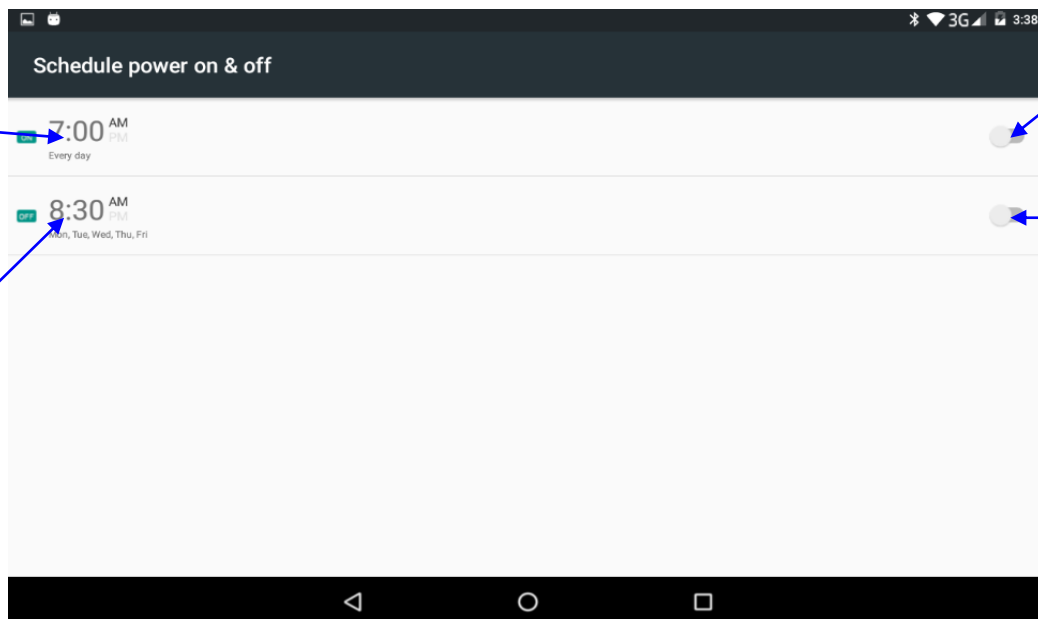 3G 3:38
Schedule power on & off
ON 7:00 AM
PM
Every day
OFF 8:30 AM
PM
Mon, Tue, Wed, Thu, Fri